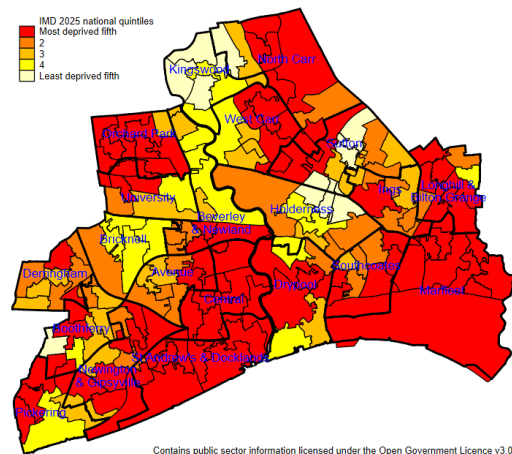 IMD 2025 national quintiles
Most deprived fifth
2
3
4
Least deprived fifth
North Carr
Kingswood
West Carr
Orchard Park
Sutton
University
Ings
Longhill &
Bilton Grange
Holderness
Beverley
& Newland
Bricknell
Derringham
Avenue
Southcoates
Drypool
Marfleet
Central
Boothferry
St Andrew's & Docklands
Newington
& Gipsyville
Pickering
Contains public sector information licensed under the Open Government Licence v3.0